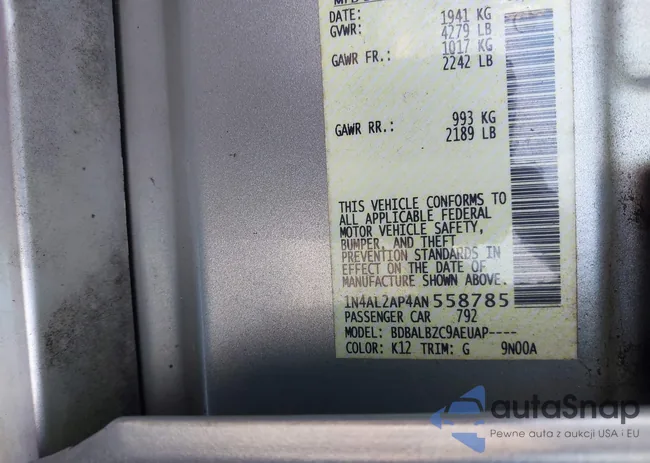 DATE: 1941 KG
GVWR: 4279 LB
GAWR FR.: 1017 KG
2242 LB
993 KG
GAWR RR.: 2189 LB
THIS VEHICLE CONFORMS TO
ALL APPLICABLE FEDERAL
MOTOR VEHICLE SAFETY,
BUMPER, AND THEFT
PREVENTION STANDARDS IN
EFFECT ON THE DATE OF
MANUFACTURE SHOWN ABOVE.
1N4AL2AP4AN558785
PASSENGER CAR 792
MODEL: BDBALBZC9AEUAP----
COLOR: K12 TRIM: G 9N00A
autaSnap
Pewne auta z aukcji USA i EU